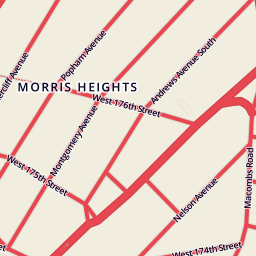 Popham Avenue
Andrews Avenue South
MORRIS HEIGHTS
West 176th Street
Montgomery Avenue
West 175th Street
Macombs Road
Nelson Avenue
West 174th Street